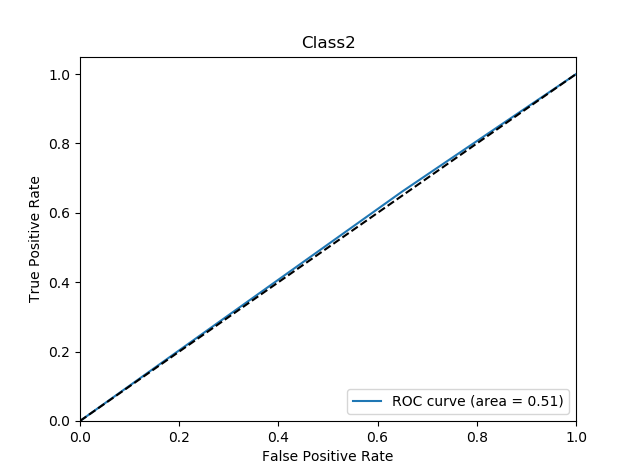 Class2
True Positive Rate
1.0
0.8
0.6
0.4
0.2
0.0
0.0 0.2 0.4 0.6 0.8 1.0
False Positive Rate
ROC curve (area = 0.51)